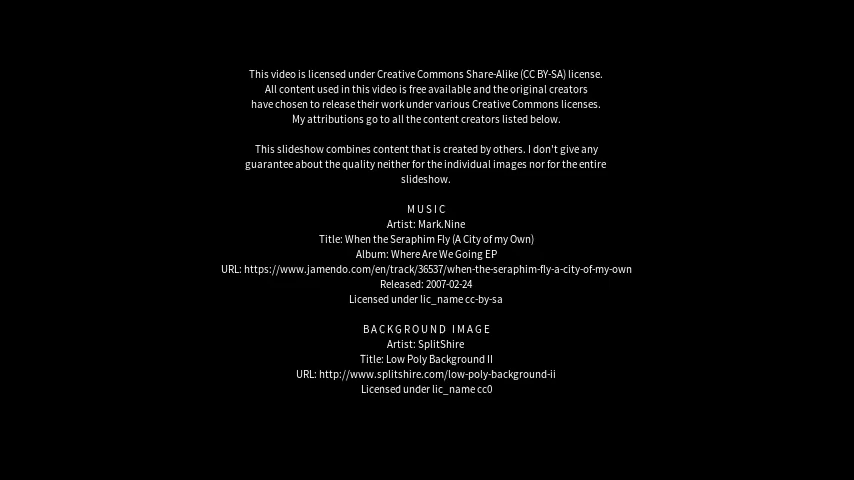 This video is licensed under Creative Commons Share-Alike (CC BY-SA) license.
All content used in this video is free available and the original creators
have chosen to release their work under various Creative Commons licenses.
My attributions go to all the content creators listed below.
This slideshow combines content that is created by others. I don't give any
guarantee about the quality neither for the individual images nor for the entire
slideshow.
MUSIC
Artist: Mark.Nine
Title: When the Seraphim Fly (A City of my Own)
Album: Where Are We Going EP
URL: https://www.jamendo.com/en/track/36537/when-the-seraphim-fly-a-city-of-my-own
Released: 2007-02-24
Licensed under lic_name cc-by-sa
BACKGROUND IMAGE
Artist: SplitShire
Title: Low Poly Background II
URL: http://www.splitshire.com/low-poly-background-ii
Licensed under lic_name cc0